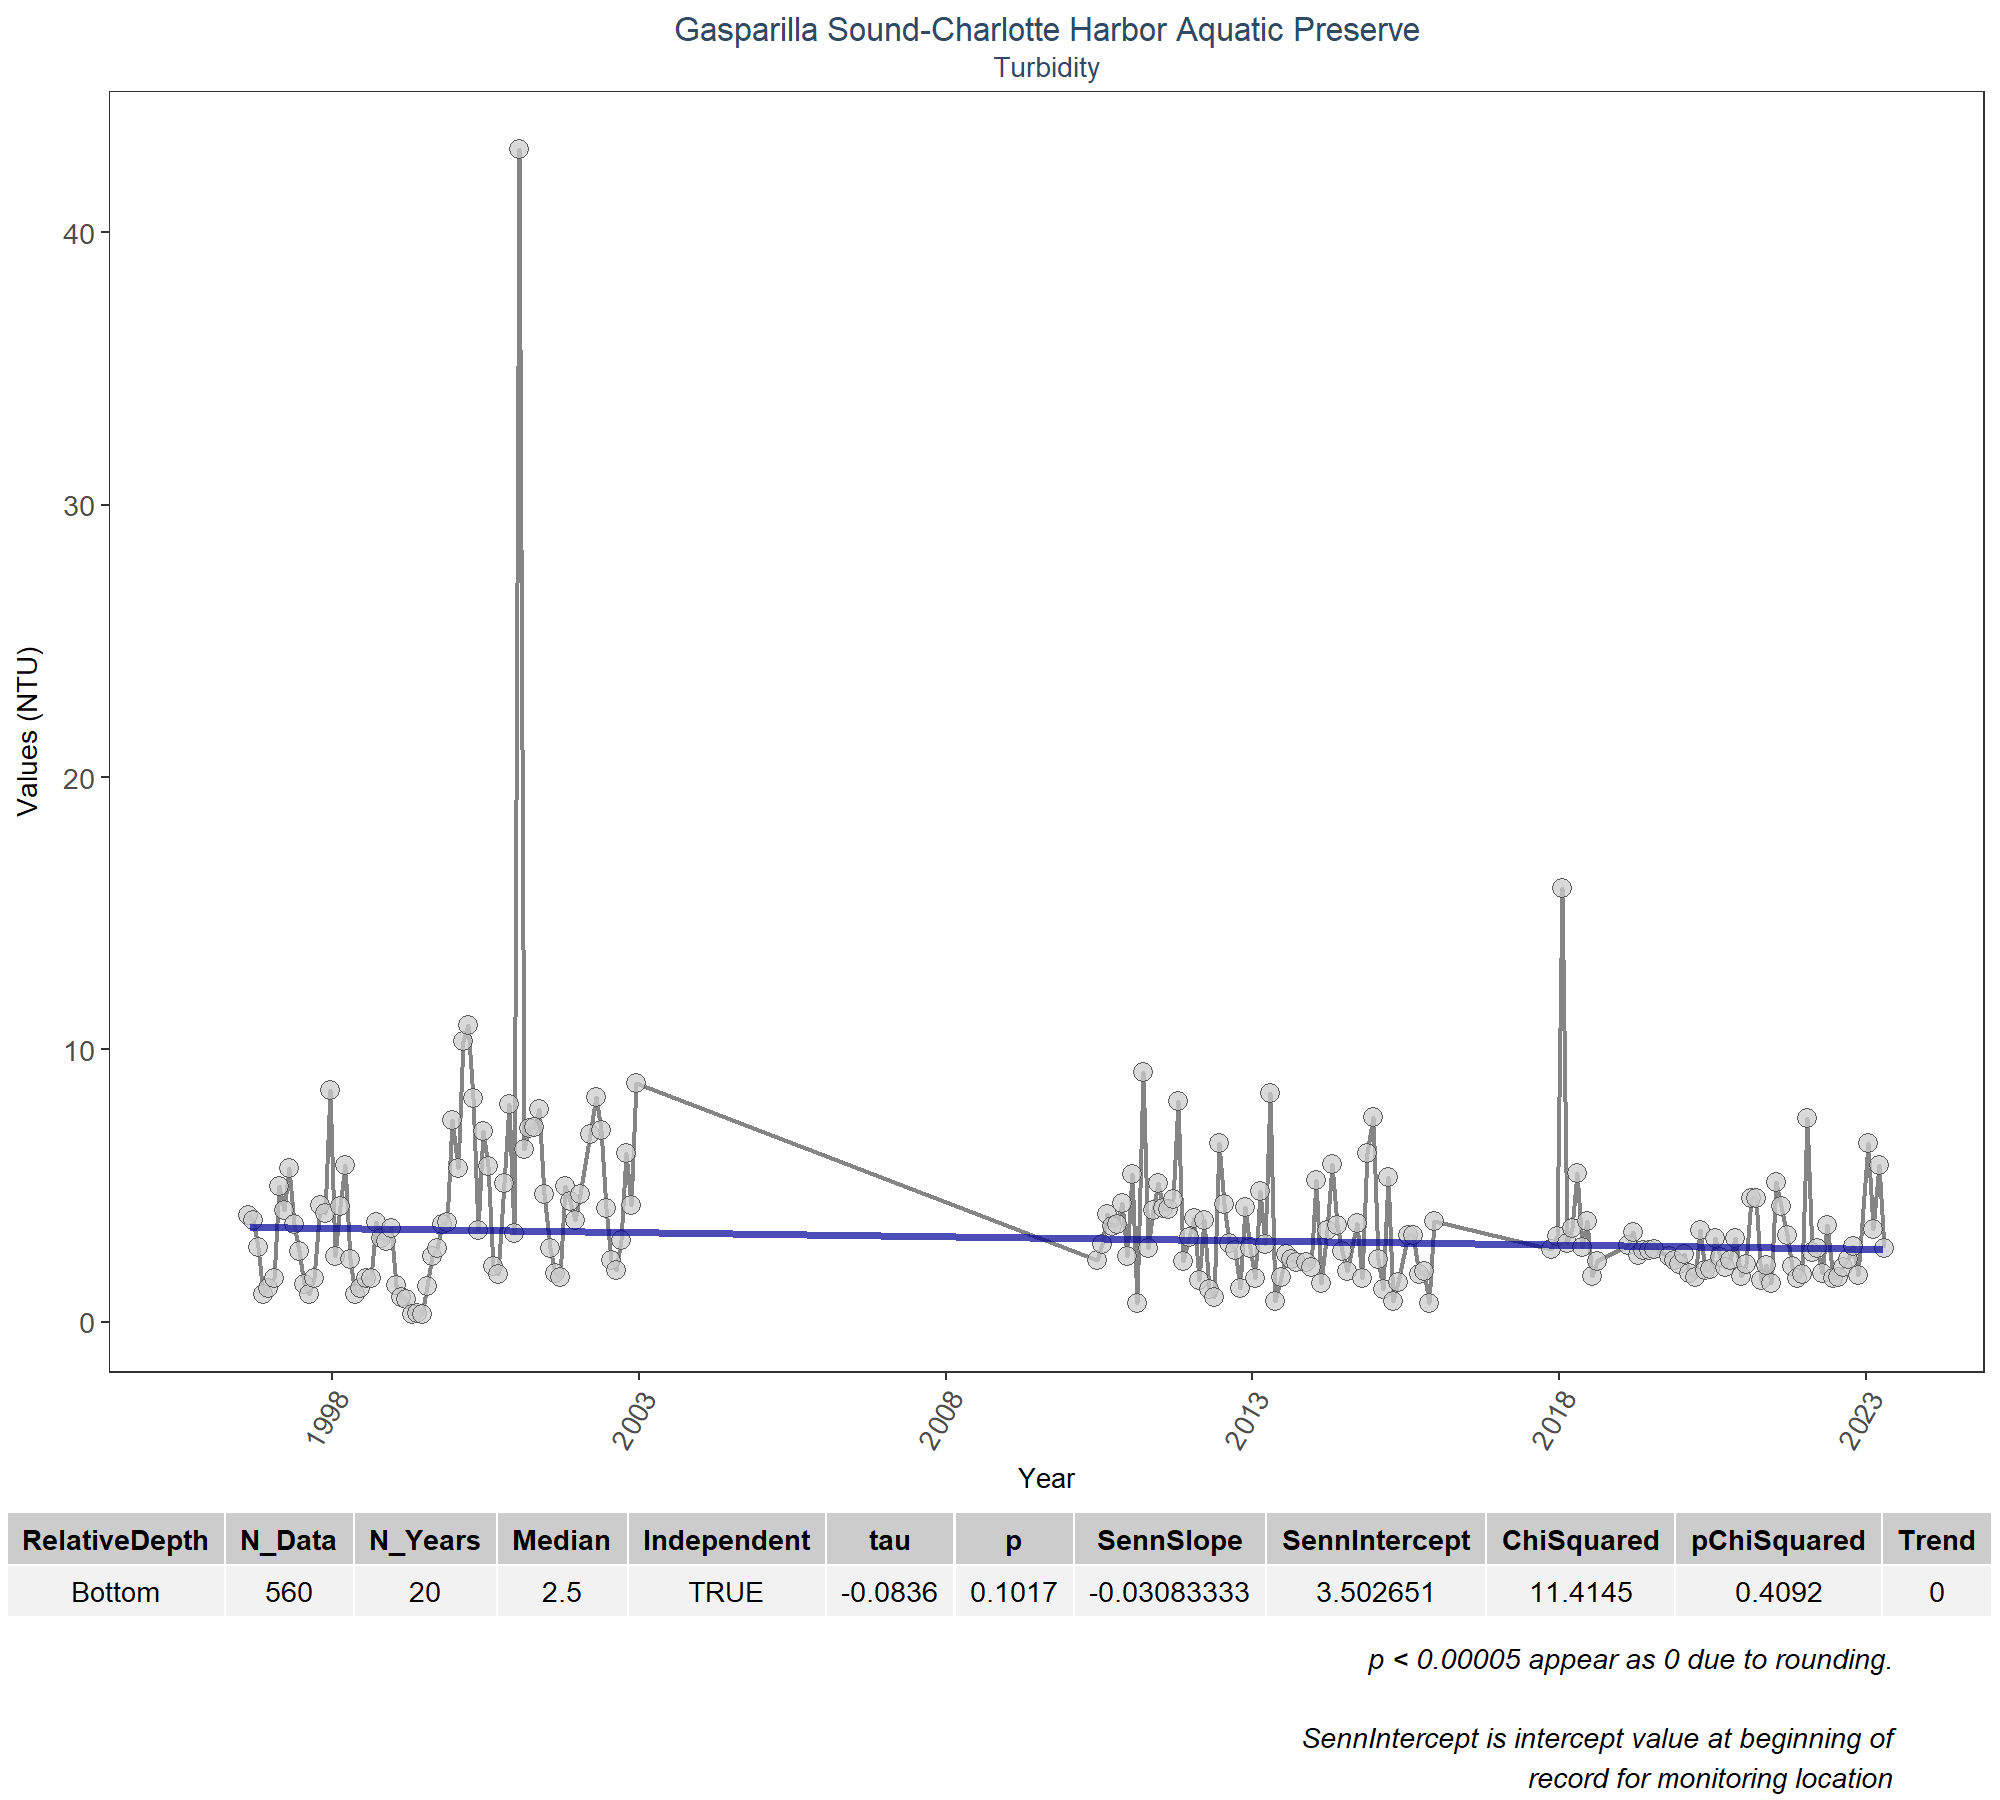 Gasparilla Sound-Charlotte Harbor Aquatic Preserve
Turbidity
Values (NTU)
40
30
20
10
0
1998
2003
2008
2013
2018
2023
Year
RelativeDepth N_Data N_Years Median Independent tau p SennSlope SennIntercept ChiSquared pChiSquared Trend
Bottom 560 20 2.5 TRUE -0.0836 0.1017 -0.03083333 3.502651 11.4145 0.4092 0
p < 0.00005 appear as 0 due to rounding.
SennIntercept is intercept value at beginning of
record for monitoring location